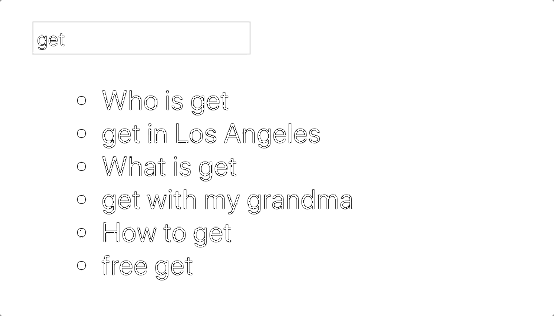 get
Who is get
get in Los Angeles
What is get
get with my grandma
How to get
free get